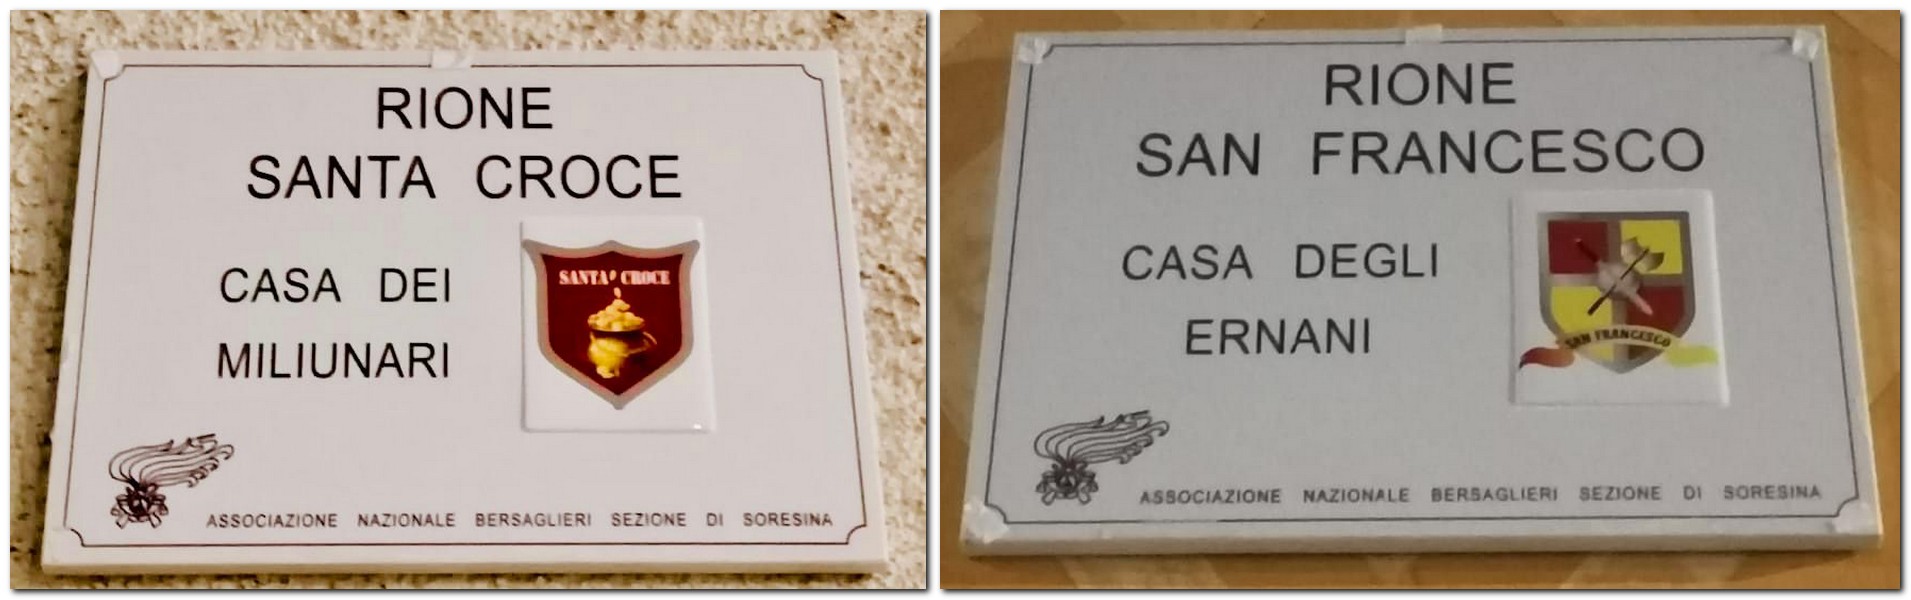 RIONE
SANTA CROCE
CASA DEI
MILIUNARI
SANTA CROCE
ASSOCIAZIONE NAZIONALE BERSAGLIERI SEZIONE DI SORESINA
RIONE
SAN FRANCESCO
CASA DEGLI
ERNANI
SAN FRANCESCO
ASSOCIAZIONE NAZIONALE BERSAGLIERI SEZIONE DI SORESINA